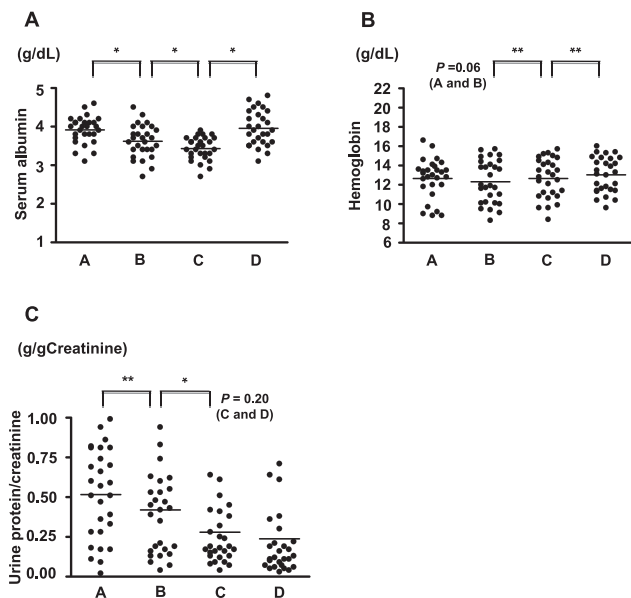 A
(g/dL)
* * *
Serum albumin
5
4
3
2
1
A B C D
B
(g/dL)
P =0.06
(A and B)
** **
Hemoglobin
22
20
18
16
14
12
10
8
6
A B C D
C
(g/gCreatinine)
** *
P = 0.20
(C and D)
Urine protein/creatinine
1.00
0.75
0.50
0.25
0.00
A B C D